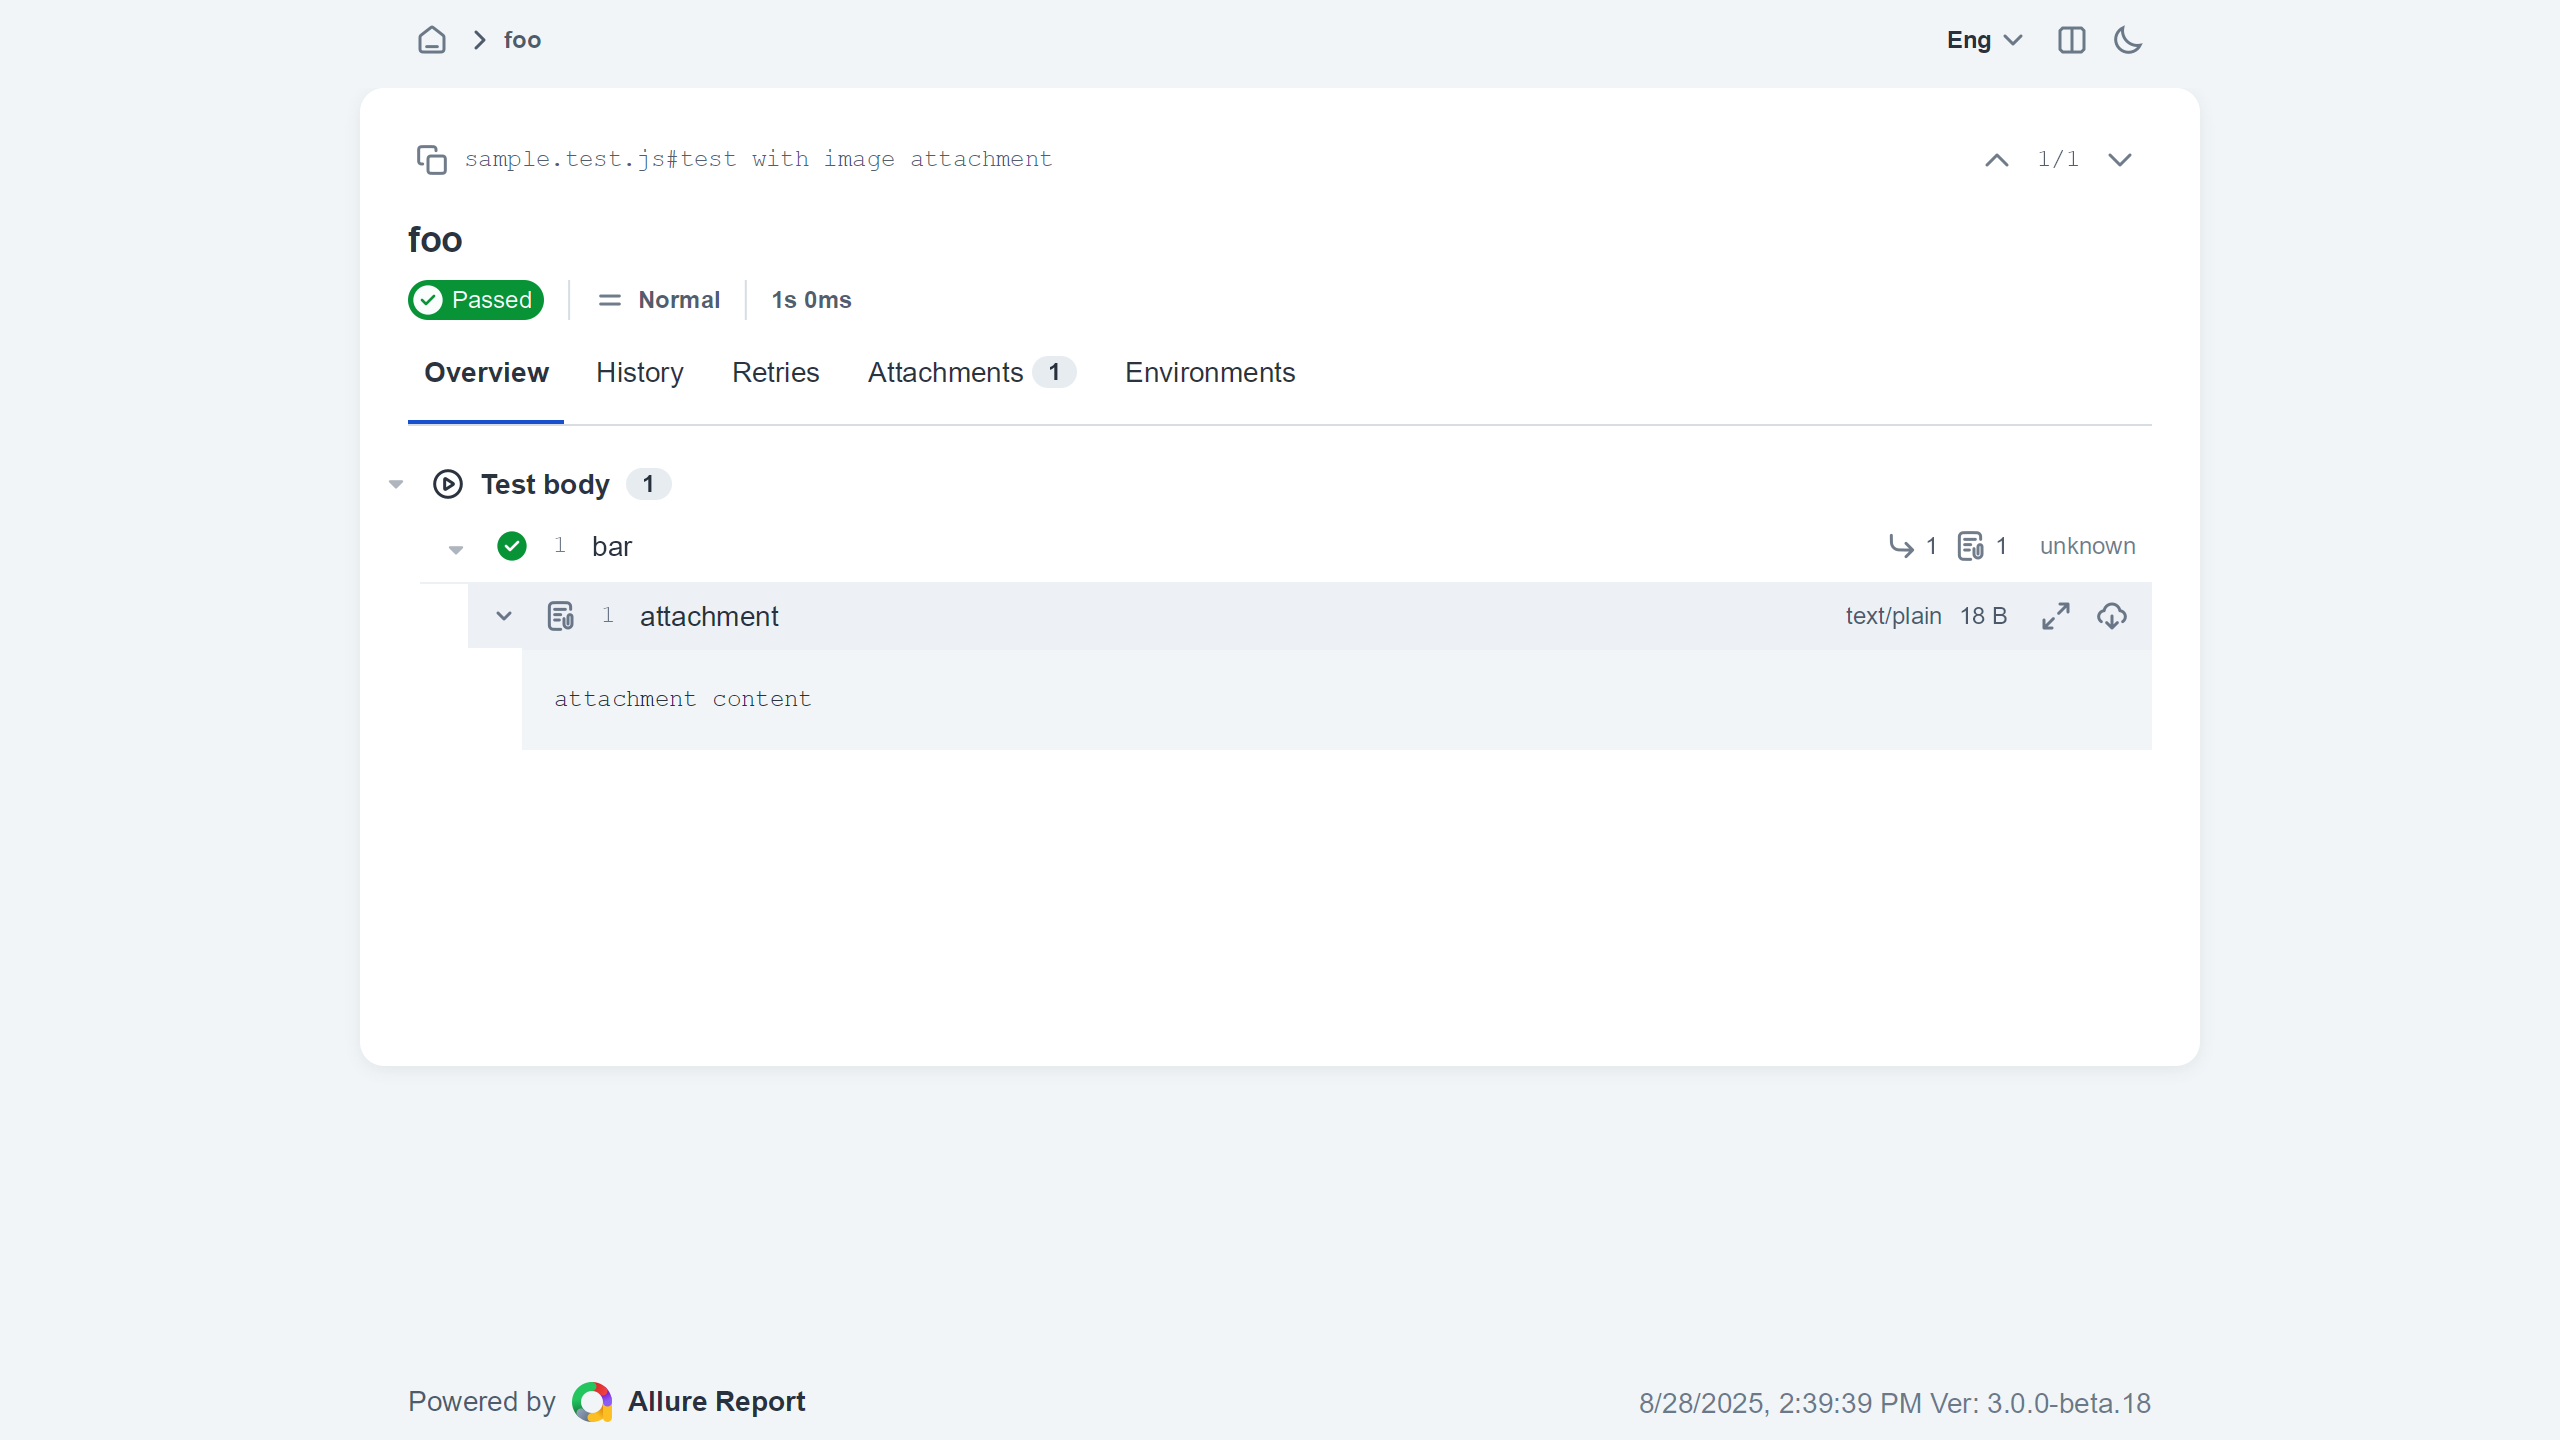 foo
Eng
sample.test.js#test with image attachment
1/1
foo
Passed Normal 1s 0ms
Overview History Retries Attachments 1 Environments
Test body 1
1 bar 1 1 unknown
1 attachment text/plain 18 B
attachment content
Powered by Allure Report
8/28/2025, 2:39:39 PM Ver: 3.0.0-beta.18